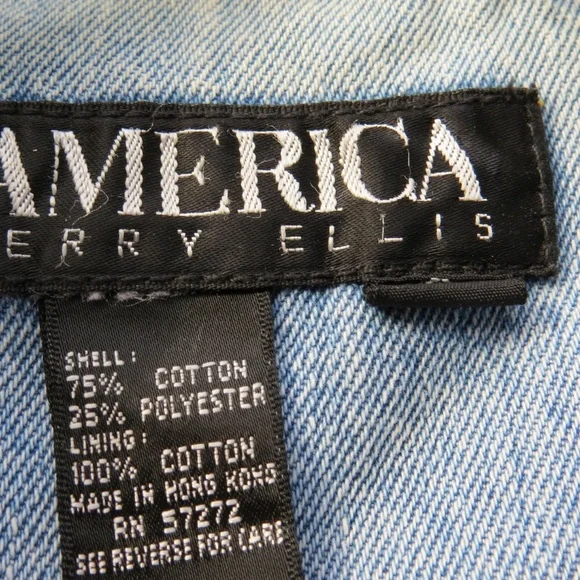 AMERICA
ERRY ELLIS
SHELL:
75% COTTON
25% POLYESTER
LINING:
100% COTTON
MADE IN HONG KONG
RN 57272
SEE REVERSE FOR CARE